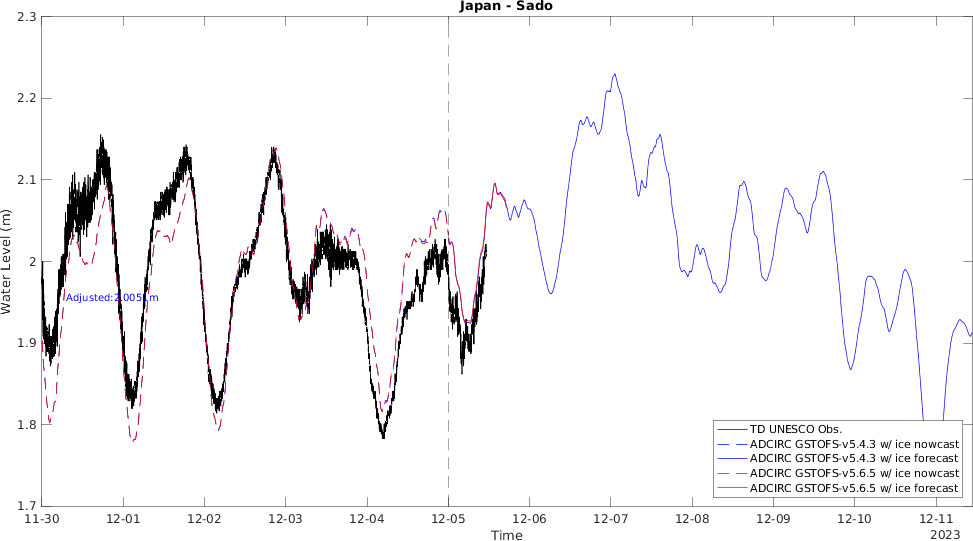 Japan - Sado
2.3
2.2
2.1
2
1.9
1.8
1.7
Water Level (m)
TD UNESCO Obs.
ADCIRC GSTOFS-v5.4.3 w/ ice nowcast
ADCIRC GSTOFS-v5.4.3 w/ ice forecast
ADCIRC GSTOFS-v5.6.5 w/ ice nowcast
ADCIRC GSTOFS-v5.6.5 w/ ice forecast
11-30 12-01 12-02 12-03 12-04 12-05 12-06 12-07 12-08 12-09 12-10 12-11
Time
2023